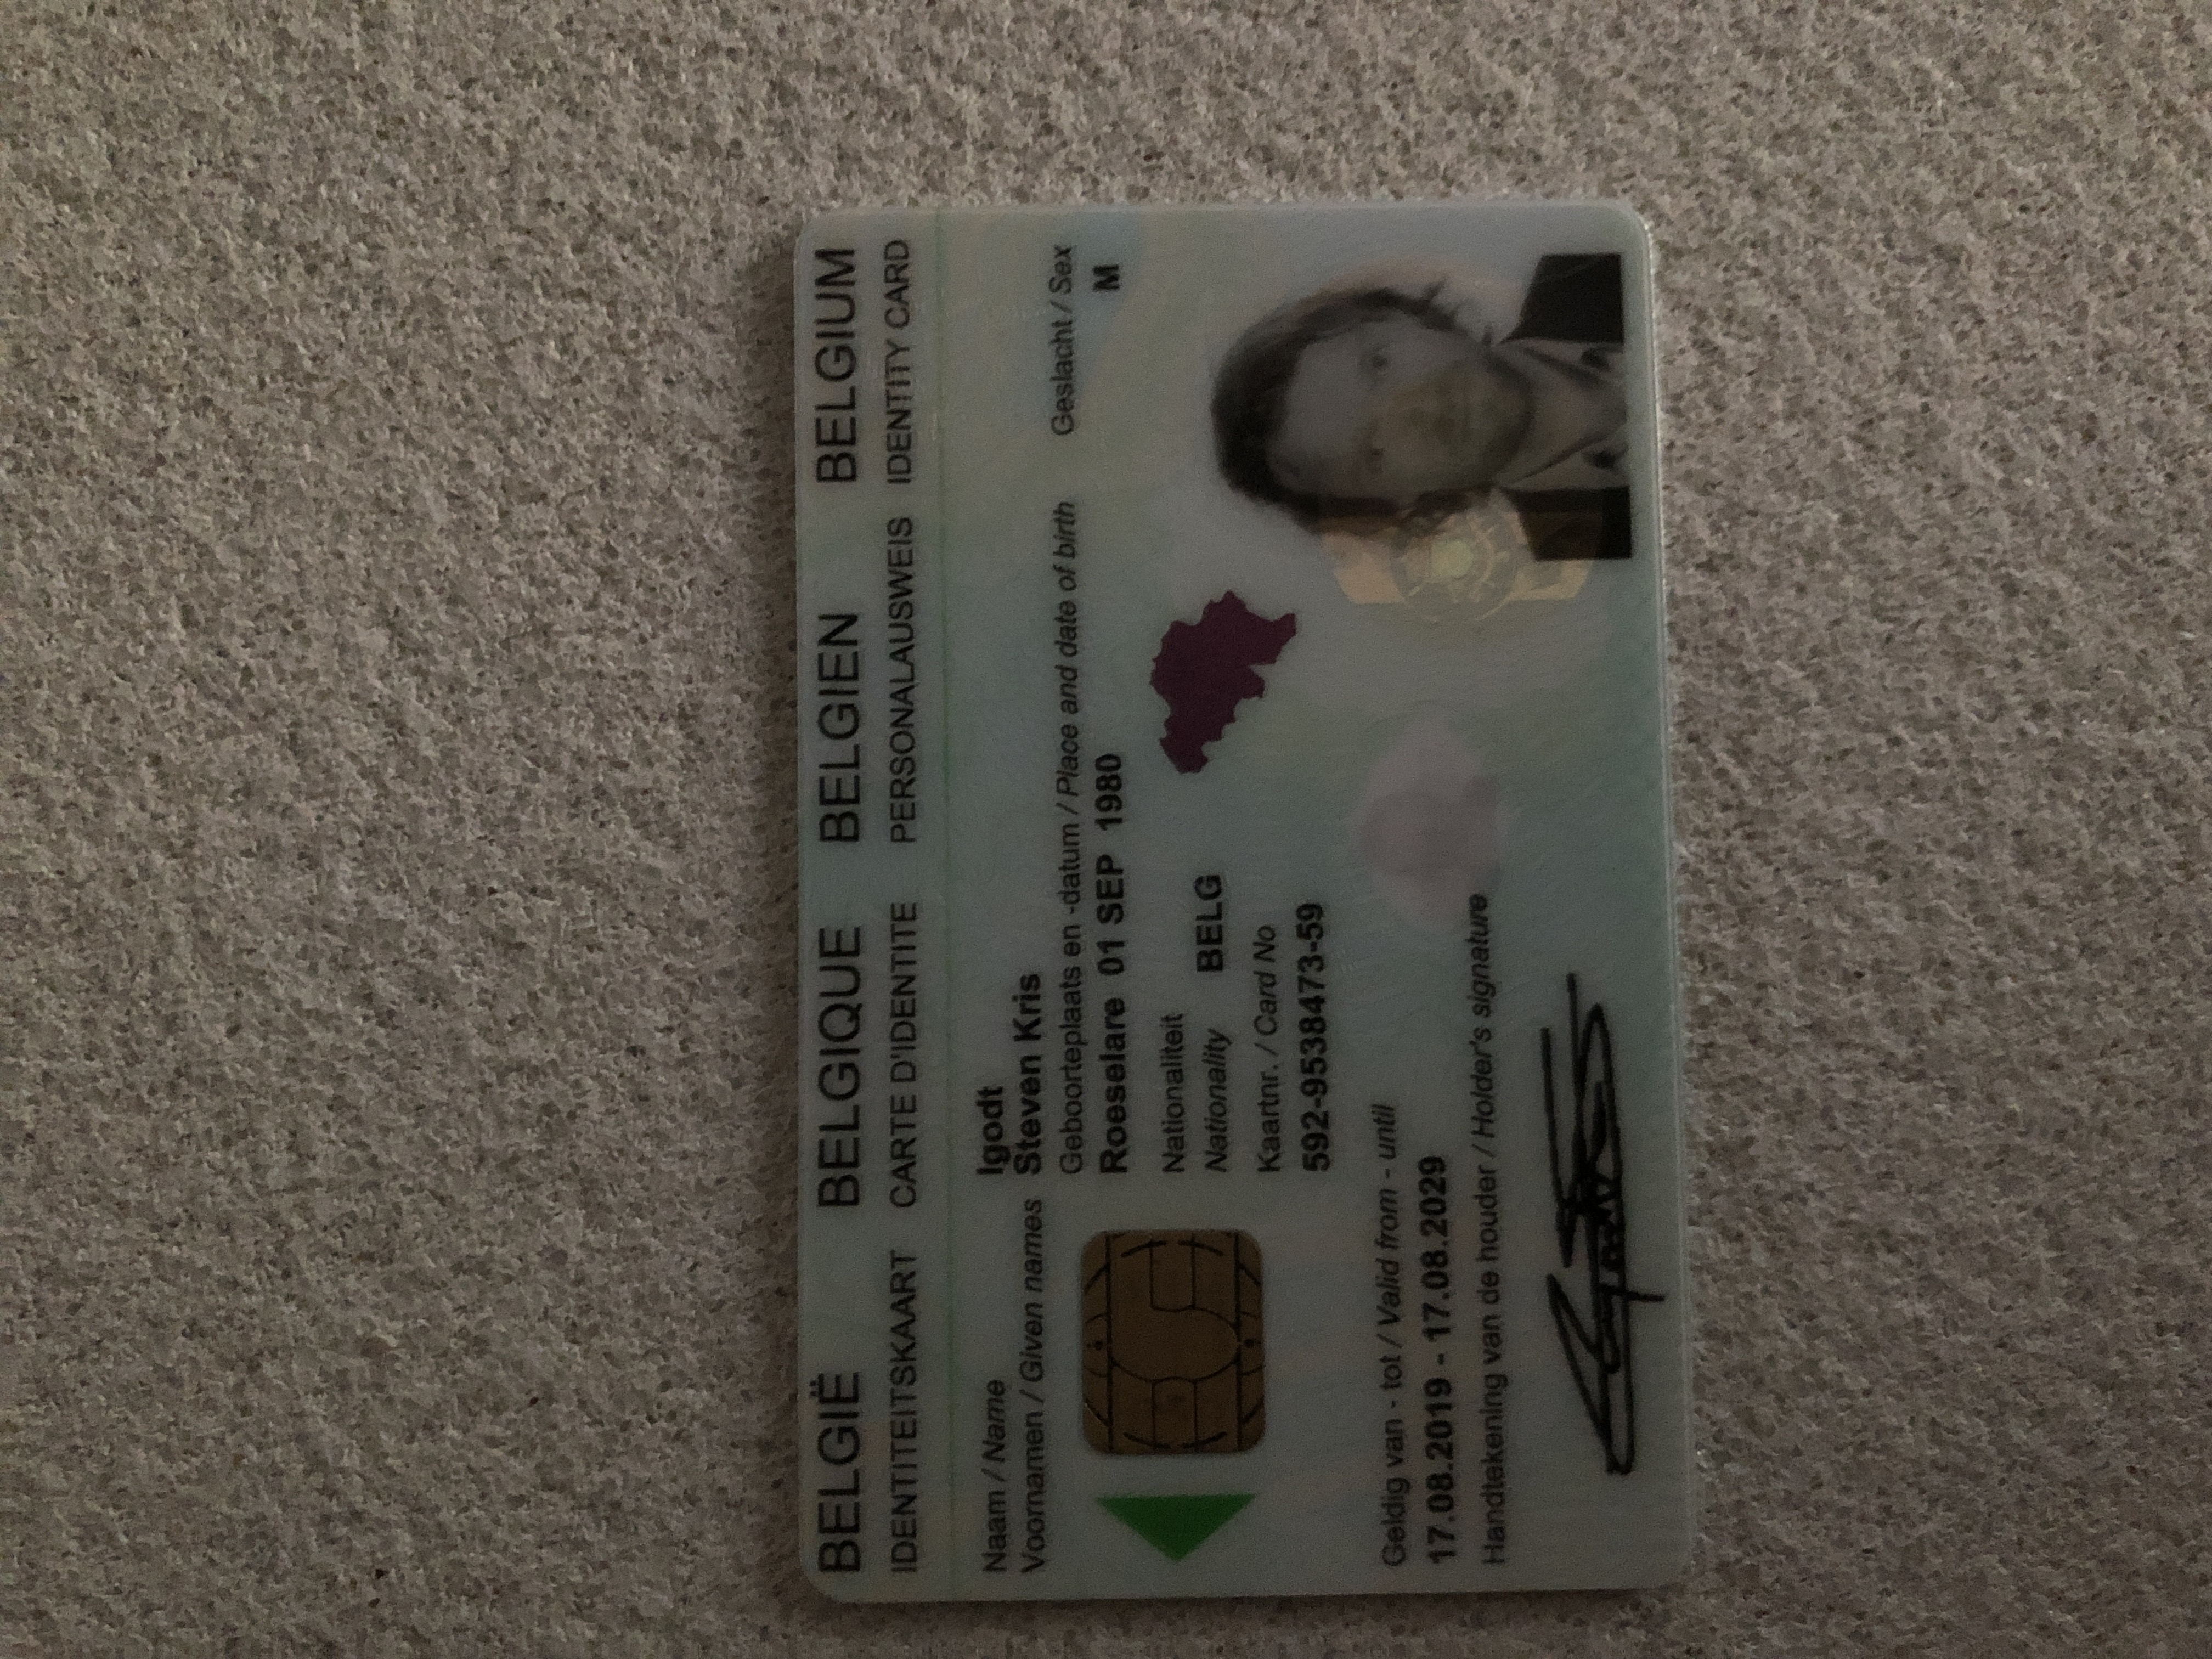 BELGIË BELGIQUE BELGIEN BELGIUM
IDENTITEITSKAART CARTE D'IDENTITE PERSONALAUSWEIS IDENTITY CARD
Naam / Name Igodt
Voornamen / Given names Steven Kris
Geboorteplaats en -datum / Place and date of birth Geslacht / Sex
Roeselare 01 SEP 1980 M
Nationaliteit
Nationality BELG
Kaartnr. / Card No
592-9538473-59
Geldig van - tot / Valid from - until
17.08.2019 - 17.08.2029
Handtekening van de houder / Holder's signature